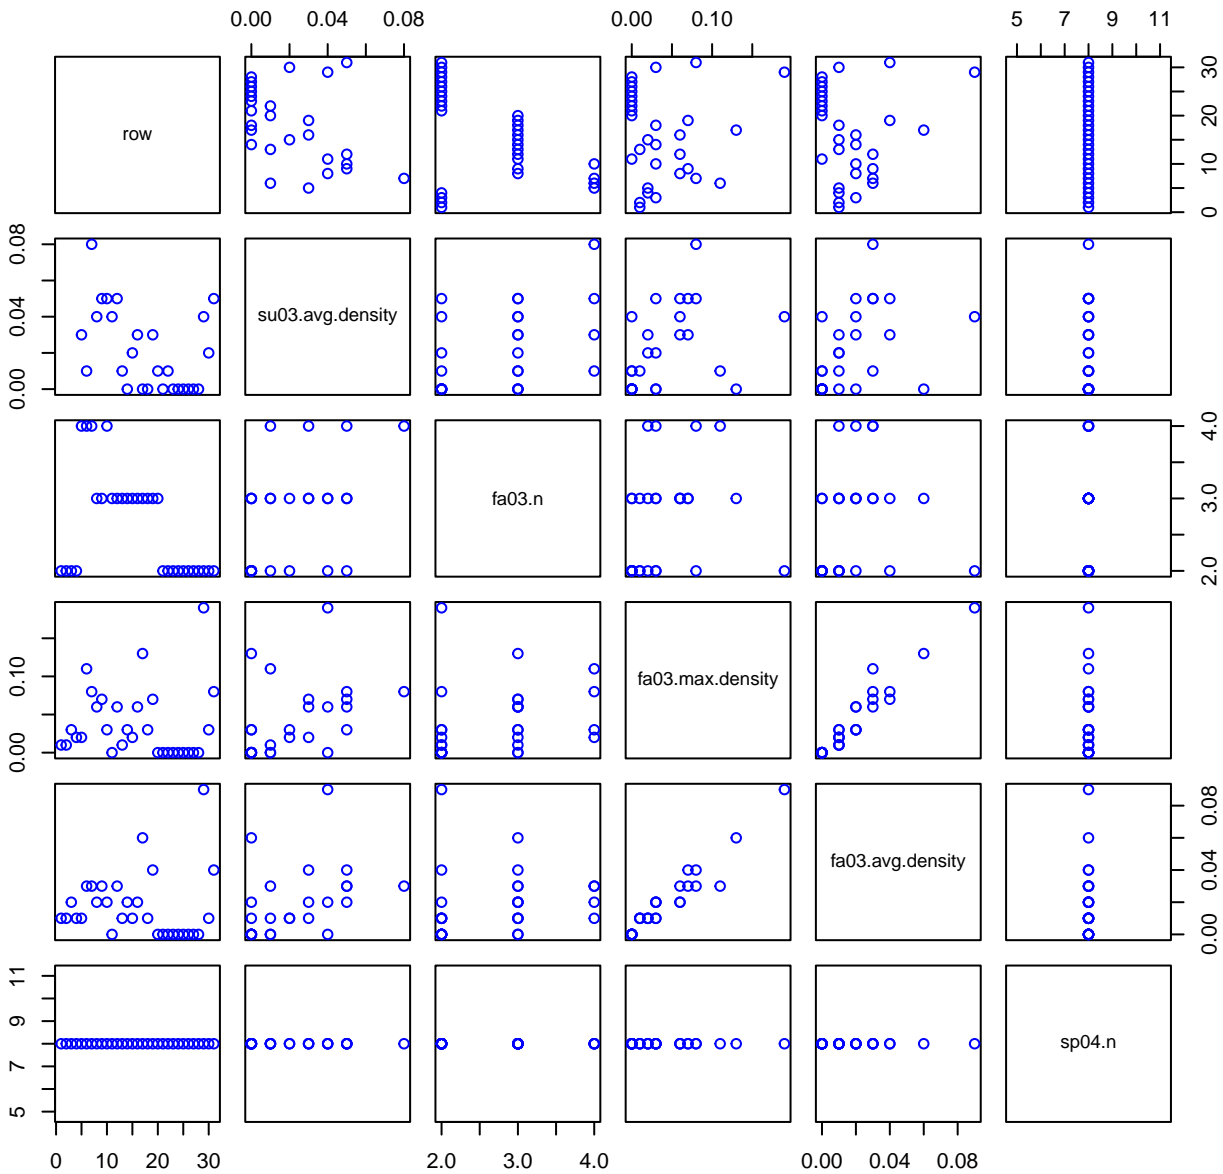 0.00 0.04 0.08 0.00 0.10 5 7 8 9 11
row 0 10 20 30
0.00 0.04 0.08 su03.avg.density
fa03.n 2.0 3.0 4.0
0.00 0.10 fa03.max.density
fa03.avg.density 0.00 0.04 0.08
5 7 9 11 sp04.n
0 10 20 30 2.0 3.0 4.0 0.00 0.04 0.08